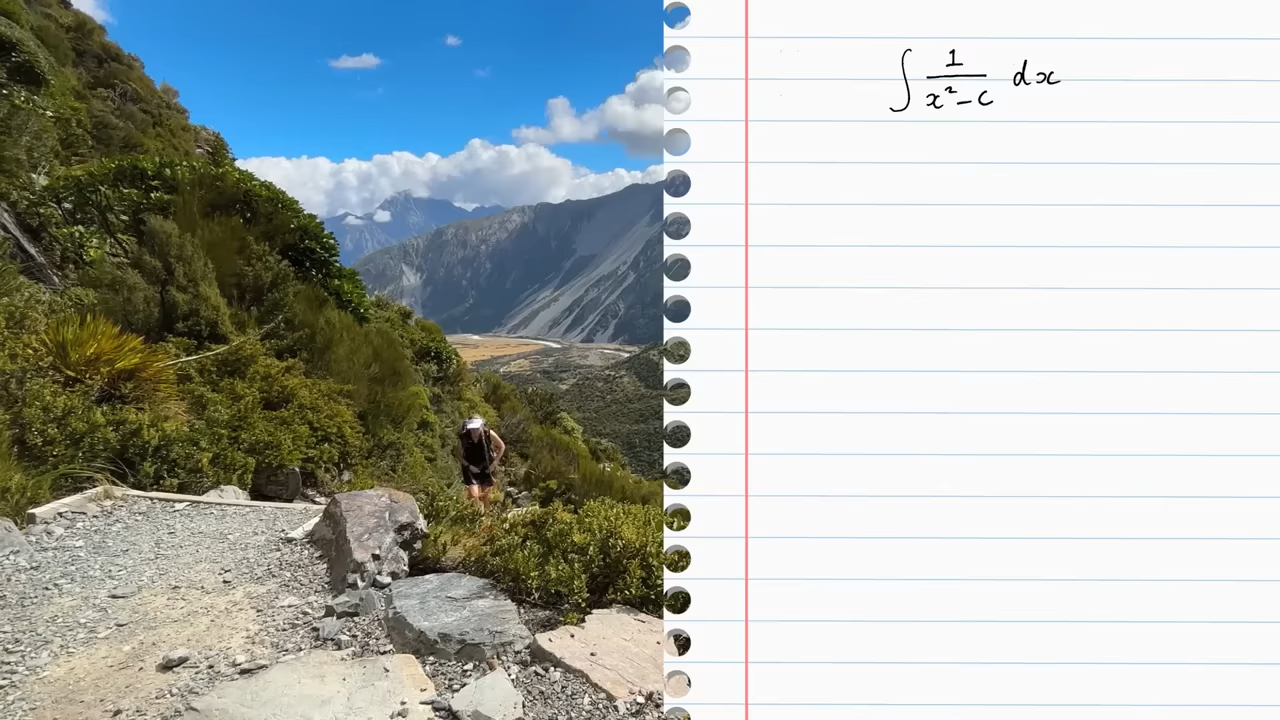 ∫ 1/(x²-c) dx